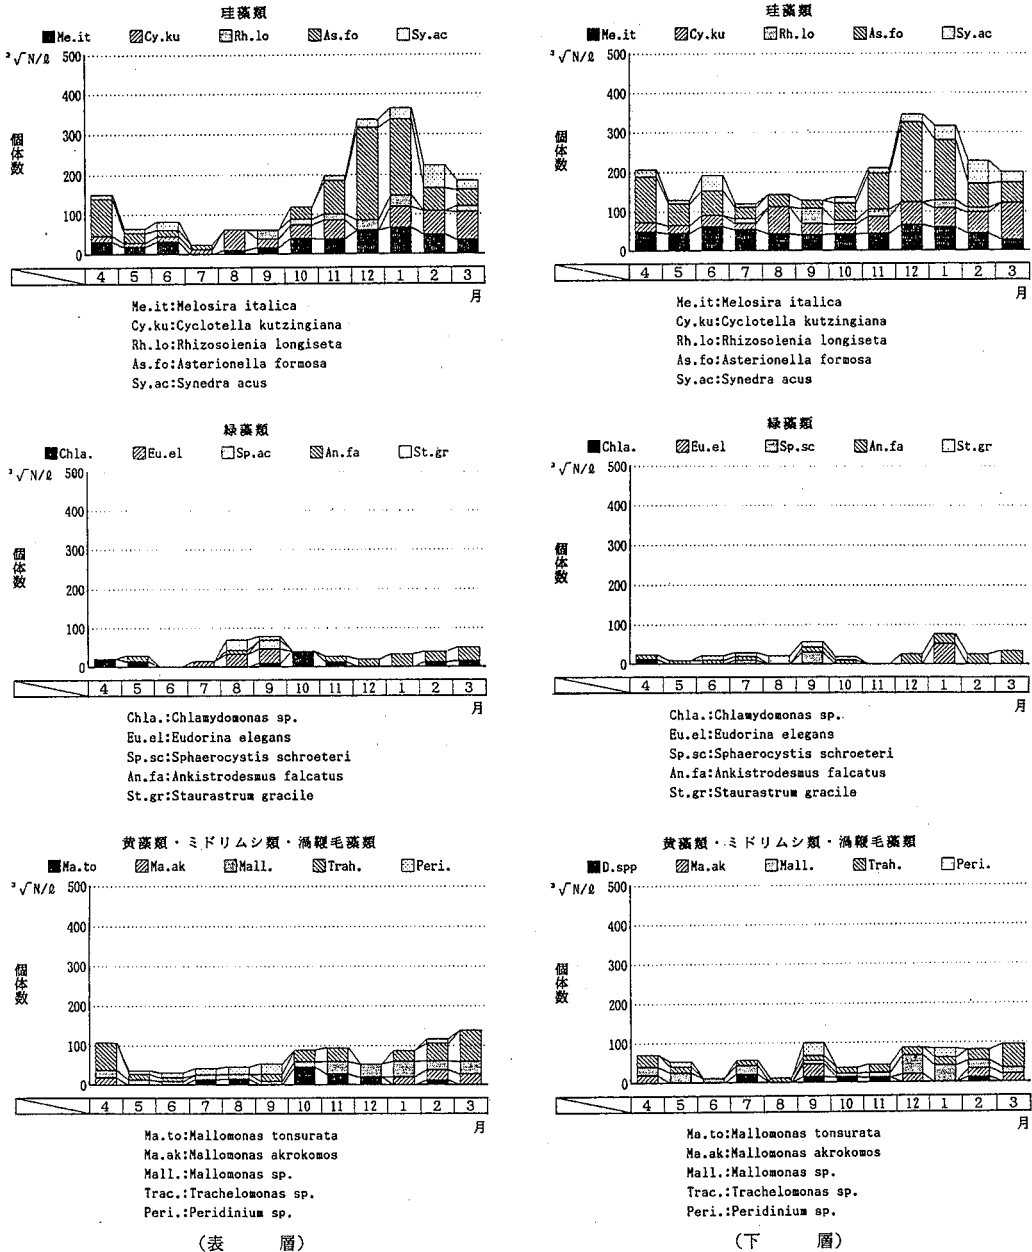 珪藻類
Me.it Cy.ku Rh.lo As.fo Sy.ac
³√N/ℓ
500
400
300
200
100
0
個体数
4 5 6 7 8 9 10 11 12 1 2 3
月
Me.it:Melosira italica
Cy.ku:Cyclotella kutzingiana
Rh.lo:Rhizosolenia longiseta
As.fo:Asterionella formosa
Sy.ac:Synedra acus
緑藻類
Chla. Eu.el Sp.ac An.fa St.gr
³√N/ℓ
500
400
300
200
100
0
個体数
4 5 6 7 8 9 10 11 12 1 2 3
月
Chla.:Chlamydomonas sp.
Eu.el:Eudorina elegans
Sp.sc:Sphaerocystis schroeteri
An.fa:Ankistrodesmus falcatus
St.gr:Staurastrum gracile
黄藻類・ミドリムシ類・渦鞭毛藻類
Ma.to Ma.ak Mall. Trah. Peri.
³√N/ℓ
500
400
300
200
100
0
個体数
4 5 6 7 8 9 10 11 12 1 2 3
月
Ma.to:Mallomonas tonsurata
Ma.ak:Mallomonas akrokomos
Mall.:Mallomonas sp.
Trac.:Trachelomonas sp.
Peri.:Peridinium sp.
(表 層)
珪藻類
Me.it Cy.ku Rh.lo As.fo Sy.ac
³√N/ℓ
500
400
300
200
100
0
個体数
4 5 6 7 8 9 10 11 12 1 2 3
月
Me.it:Melosira italica
Cy.ku:Cyclotella kutzingiana
Rh.lo:Rhizosolenia longiseta
As.fo:Asterionella formosa
Sy.ac:Synedra acus
緑藻類
Chla. Eu.el Sp.sc An.fa St.gr
³√N/ℓ
500
400
300
200
100
0
個体数
4 5 6 7 8 9 10 11 12 1 2 3
月
Chla.:Chlamydomonas sp.
Eu.el:Eudorina elegans
Sp.sc:Sphaerocystis schroeteri
An.fa:Ankistrodesmus falcatus
St.gr:Staurastrum gracile
黄藻類・ミドリムシ類・渦鞭毛藻類
D.spp Ma.ak Mall. Trah. Peri.
³√N/ℓ
500
400
300
200
100
0
個体数
4 5 6 7 8 9 10 11 12 1 2 3
月
Ma.to:Mallomonas tonsurata
Ma.ak:Mallomonas akrokomos
Mall.:Mallomonas sp.
Trac.:Trachelomonas sp.
Peri.:Peridinium sp.
(下 層)